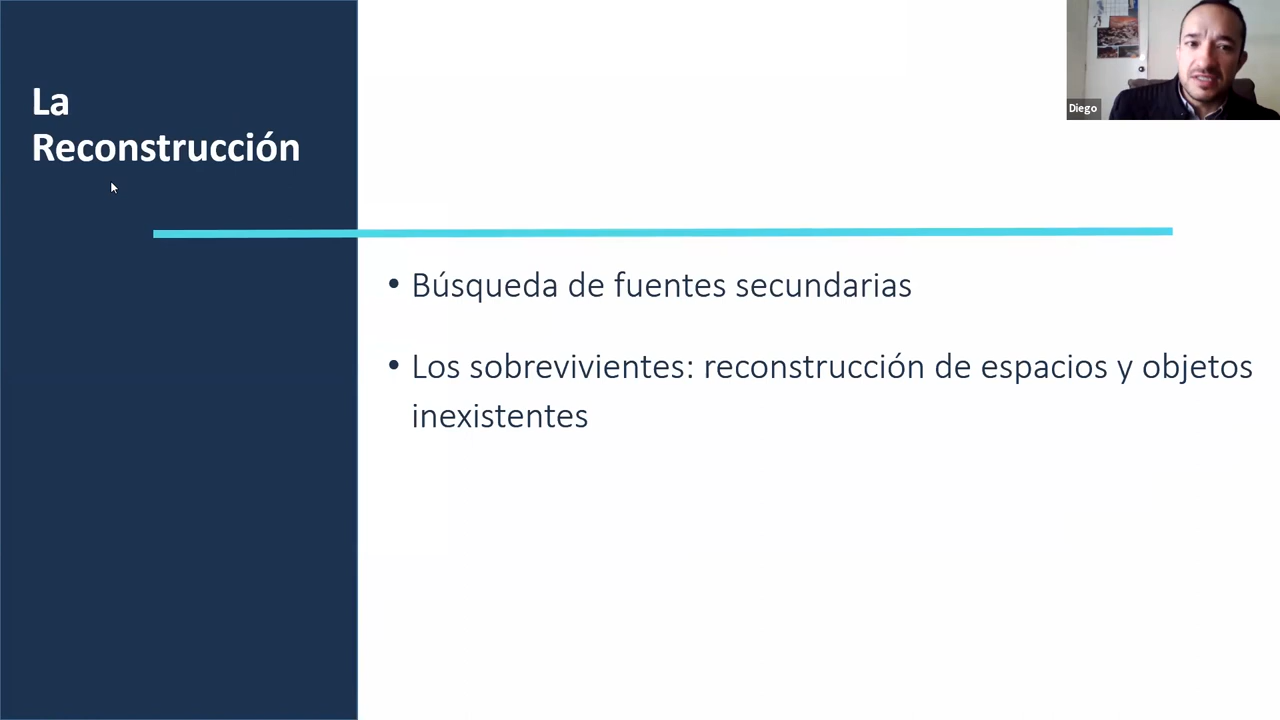 La
Reconstrucción
• Búsqueda de fuentes secundarias
• Los sobrevivientes: reconstrucción de espacios y objetos
inexistentes
Diego